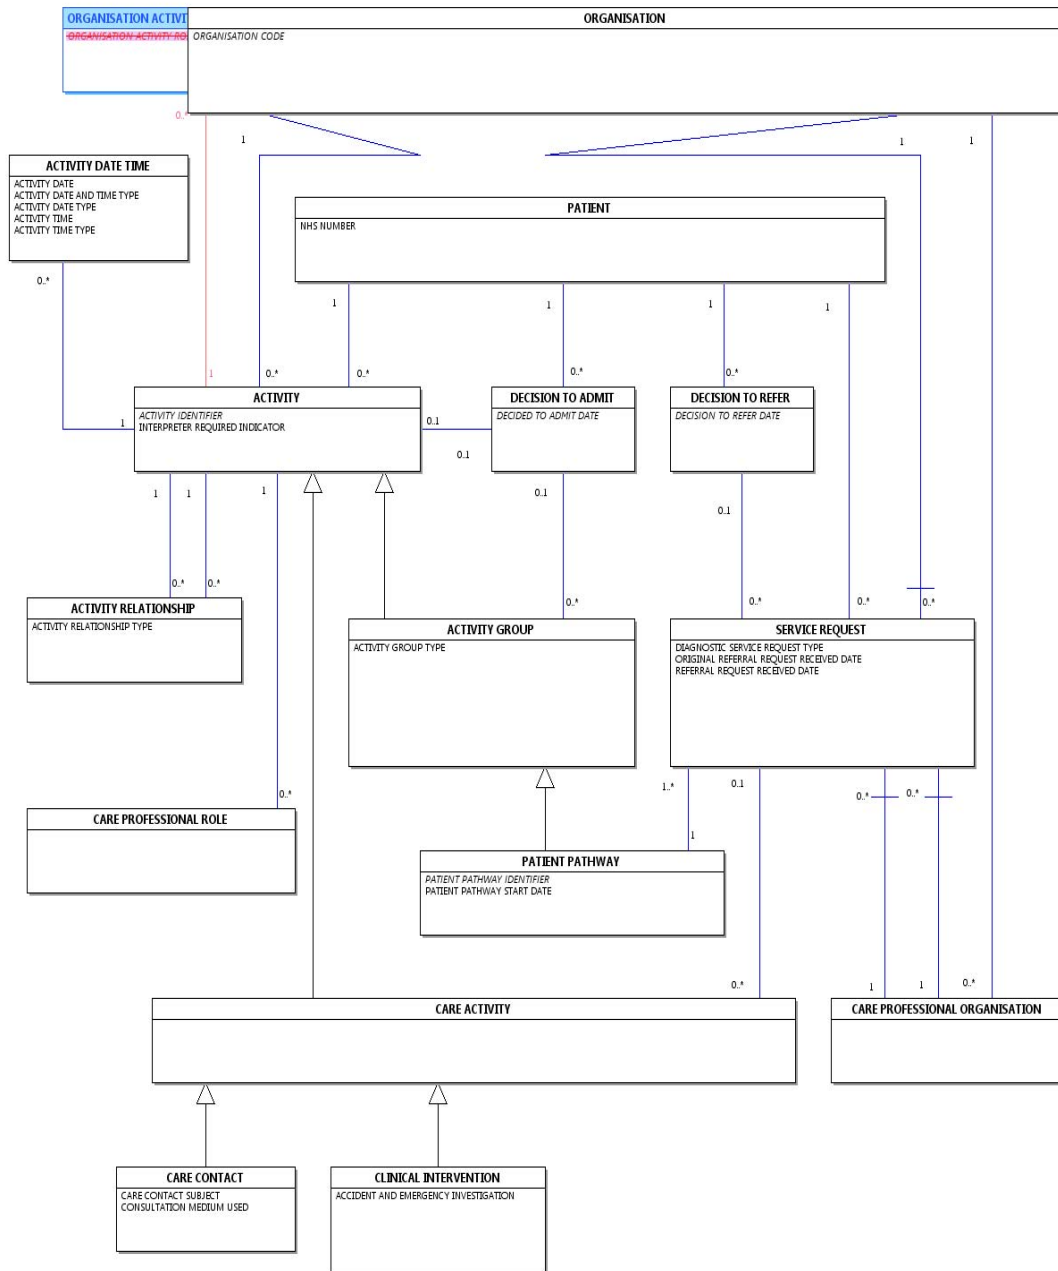 ORGANISATION ACTIVI
ORGANISATION
ORGANISATION ACTIVITY RO
ORGANISATION CODE
0..*
1
1
1
ACTIVITY DATE TIME
ACTIVITY DATE
ACTIVITY DATE AND TIME TYPE
ACTIVITY DATE TYPE
ACTIVITY TIME
ACTIVITY TIME TYPE
PATIENT
NHS NUMBER
0..*
1
1
1
1
1
0..*
0..*
0..*
0..*
ACTIVITY
ACTIVITY IDENTIFIER
INTERPRETER REQUIRED INDICATOR
DECISION TO ADMIT
DECIDED TO ADMIT DATE
DECISION TO REFER
DECISION TO REFER DATE
1
0..1
0..1
1
1
1
0..1
0..1
0..*
0..*
0..*
0..*
0..*
ACTIVITY RELATIONSHIP
ACTIVITY RELATIONSHIP TYPE
ACTIVITY GROUP
ACTIVITY GROUP TYPE
SERVICE REQUEST
DIAGNOSTIC SERVICE REQUEST TYPE
ORIGINAL REFERRAL REQUEST RECEIVED DATE
REFERRAL REQUEST RECEIVED DATE
0..*
1..*
0..1
0..*
0..*
CARE PROFESSIONAL ROLE
1
PATIENT PATHWAY
PATIENT PATHWAY IDENTIFIER
PATIENT PATHWAY START DATE
0..*
1
1
0..*
CARE ACTIVITY
CARE PROFESSIONAL ORGANISATION
CARE CONTACT
CARE CONTACT SUBJECT
CONSULTATION MEDIUM USED
CLINICAL INTERVENTION
ACCIDENT AND EMERGENCY INVESTIGATION